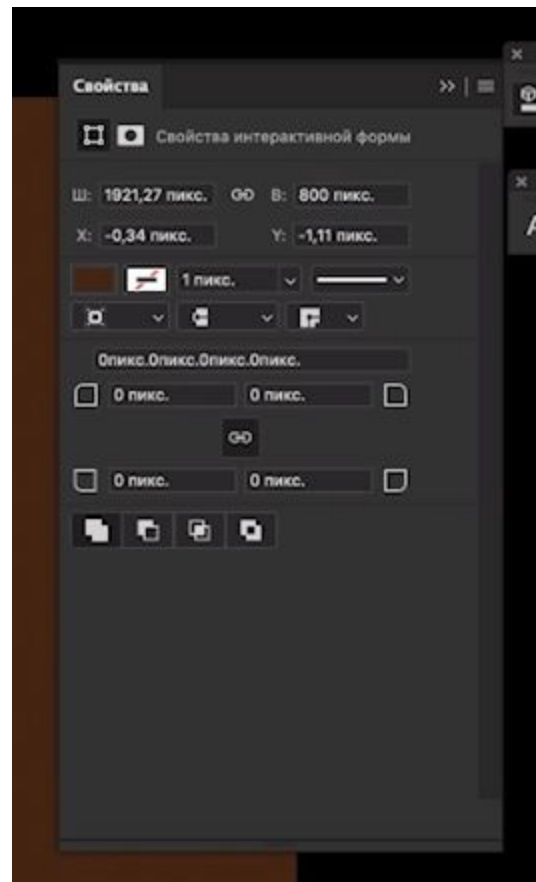 Свойства
Свойства интерактивной формы
Ш: 1921,27 пикс. В: 800 пикс.
X: -0,34 пикс. Y: -1,11 пикс.
1 пикс.
0пикс.0пикс.0пикс.0пикс.
0 пикс. 0 пикс.
0 пикс. 0 пикс.